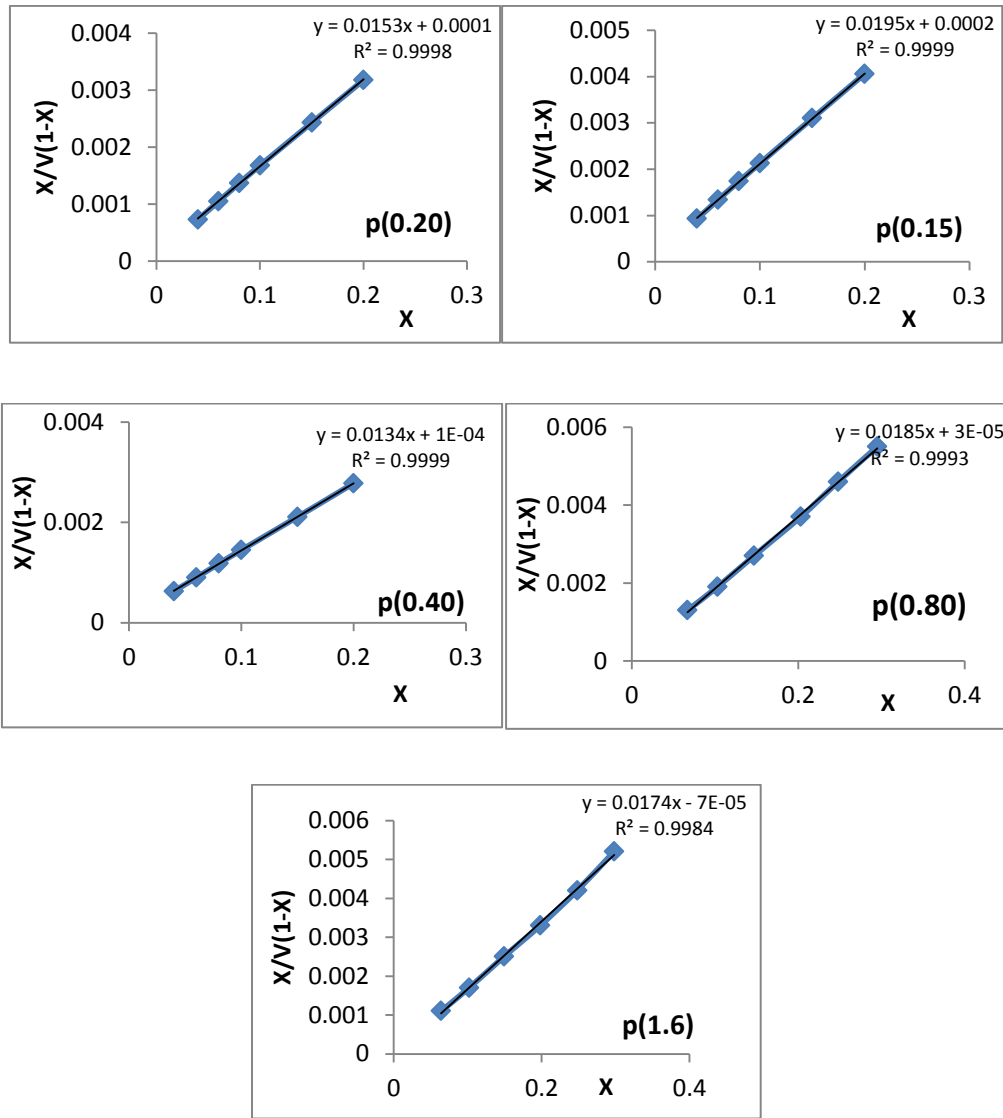 y = 0.0153x + 0.0001
R² = 0.9998
0.004
0.003
0.002
0.001
0
X/V(1-X)
p(0.20)
0 0.1 0.2 0.3
X
y = 0.0195x + 0.0002
R² = 0.9999
0.005
0.004
0.003
0.002
0.001
0
X/V(1-X)
p(0.15)
0 0.1 0.2 0.3
X
y = 0.0134x + 1E-04
R² = 0.9999
0.004
0.002
0
X/V(1-X)
p(0.40)
0 0.1 0.2 0.3
X
y = 0.0185x + 3E-05
R² = 0.9993
0.006
0.004
0.002
0
X/V(1-X)
p(0.80)
0 0.2 0.4
X
y = 0.0174x - 7E-05
R² = 0.9984
0.006
0.005
0.004
0.003
0.002
0.001
0
X/V(1-X)
p(1.6)
0 0.2 0.4
X